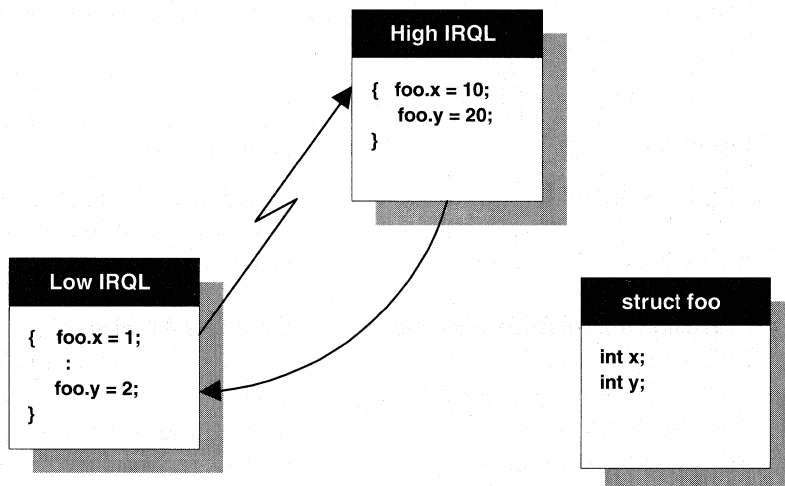 High IRQL
{ foo.x = 10;
foo.y = 20;
}
Low IRQL
{ foo.x = 1;
:
foo.y = 2;
}
struct foo
int x;
int y;